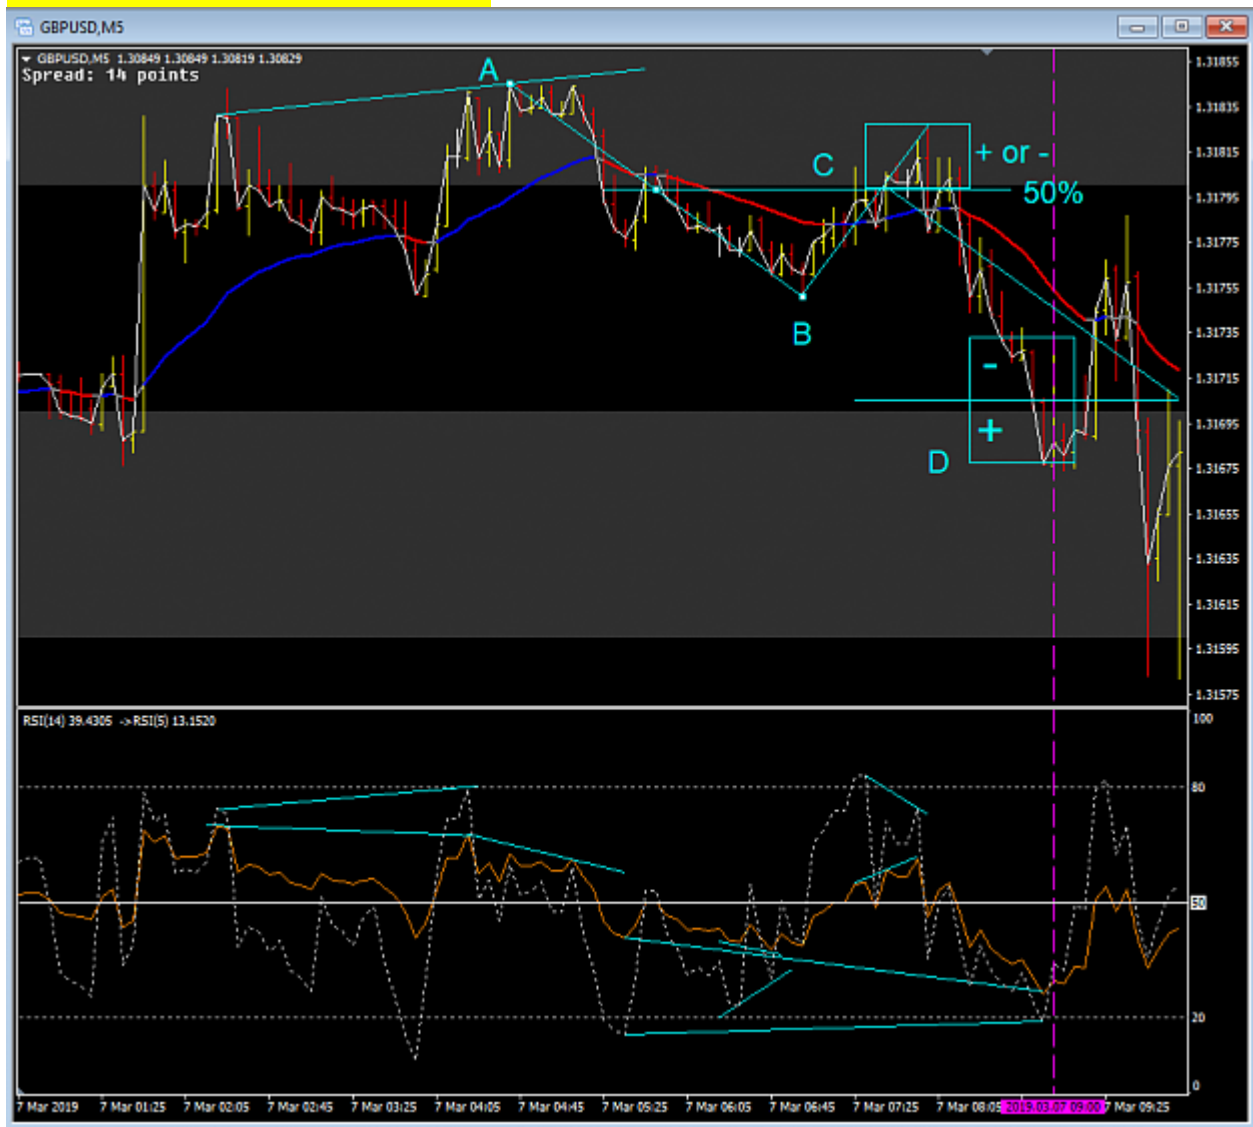 GBPUSD,M5
GBPUSD,M5 1.30849 1.30849 1.30819 1.30829
Spread: 14 points
A
B
C
+ or -
50%
-
+
D
1.31855
1.31835
1.31815
1.31795
1.31775
1.31755
1.31735
1.31715
1.31695
1.31675
1.31655
1.31635
1.31615
1.31595
1.31575
RSI(14) 39.4305 ->RSI(5) 13.1520
100
80
50
20
0
7 Mar 2019
7 Mar 01:25
7 Mar 02:05
7 Mar 02:45
7 Mar 03:25
7 Mar 04:05
7 Mar 04:45
7 Mar 05:25
7 Mar 06:05
7 Mar 06:45
7 Mar 07:25
7 Mar 08:05
2019.03.07 09:00
7 Mar 09:25